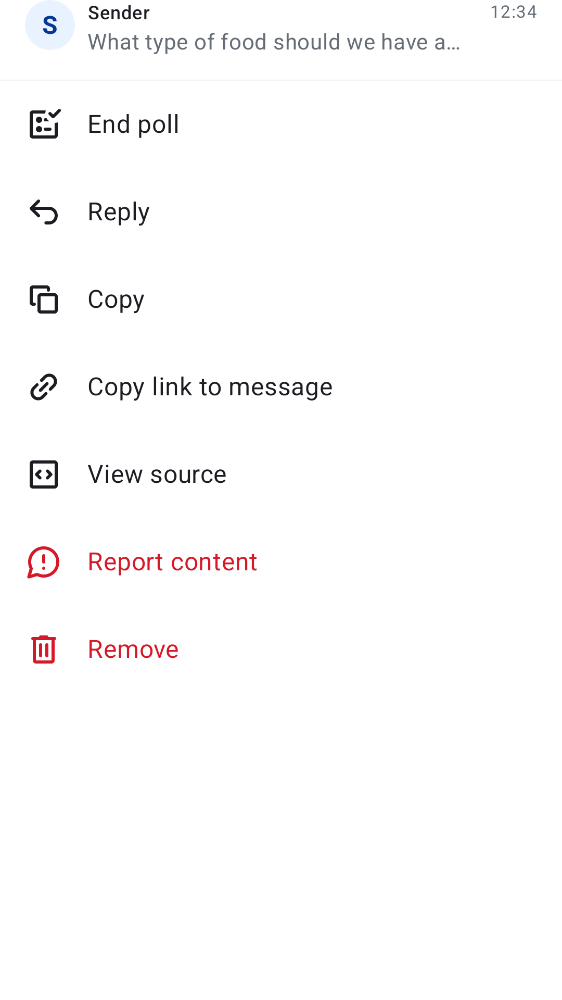 S
Sender
12:34
What type of food should we have a…
End poll
Reply
Copy
Copy link to message
View source
Report content
Remove